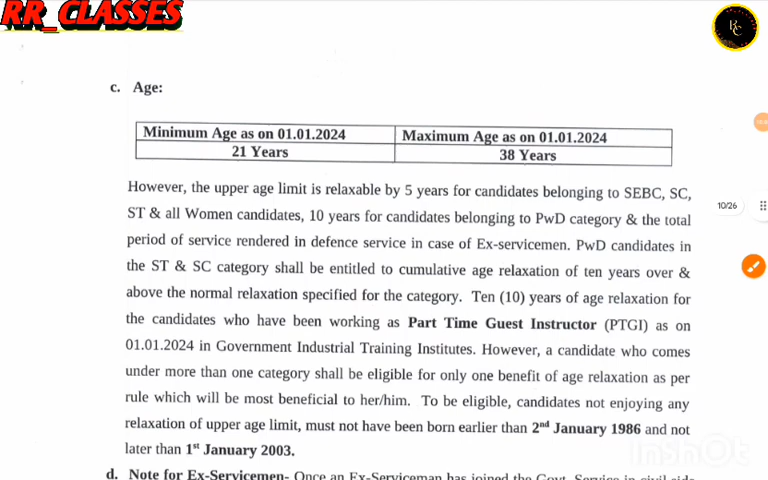 RR_CLASSES
RC
c. Age:
Minimum Age as on 01.01.2024 Maximum Age as on 01.01.2024
21 Years 38 Years
However, the upper age limit is relaxable by 5 years for candidates belonging to SEBC, SC,
ST & all Women candidates, 10 years for candidates belonging to PwD category & the total
period of service rendered in defence service in case of Ex-servicemen. PwD candidates in
the ST & SC category shall be entitled to cumulative age relaxation of ten years over &
above the normal relaxation specified for the category. Ten (10) years of age relaxation for
the candidates who have been working as Part Time Guest Instructor (PTGI) as on
01.01.2024 in Government Industrial Training Institutes. However, a candidate who comes
under more than one category shall be eligible for only one benefit of age relaxation as per
rule which will be most beneficial to her/him. To be eligible, candidates not enjoying any
relaxation of upper age limit, must not have been born earlier than 2nd January 1986 and not
later than 1st January 2003.
d. Note for Ex-Servicemen- Once an Ex-Serviceman has joined the Govt. Service in civil side
10/26
InShOt